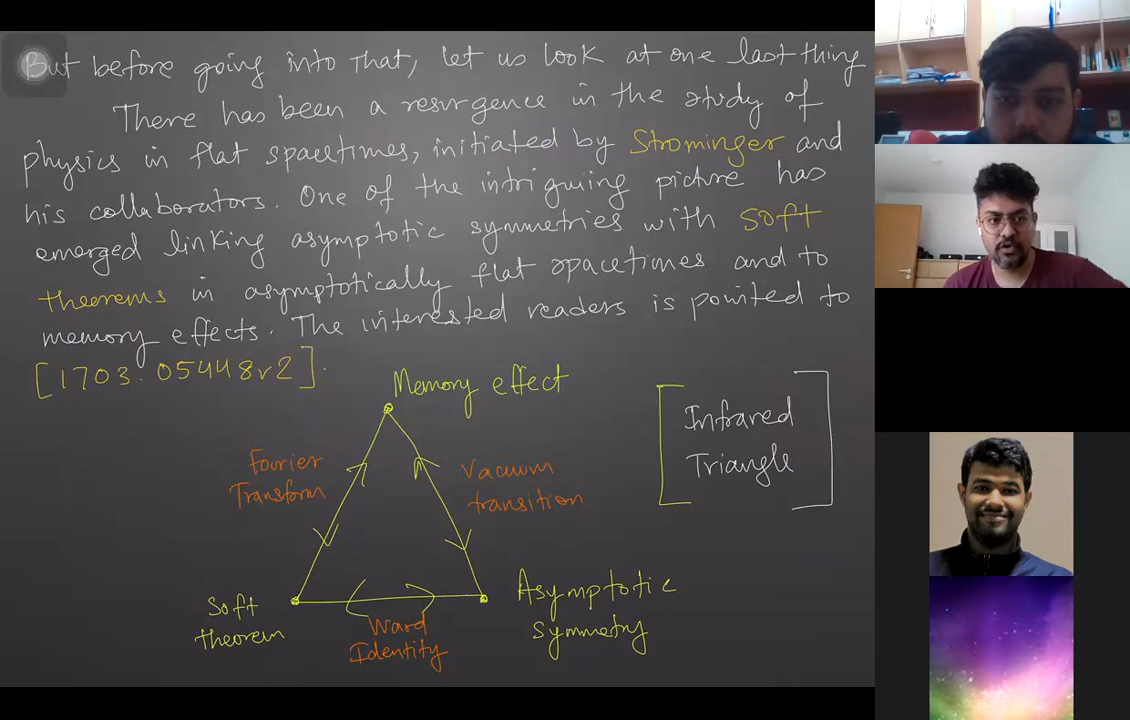 But before going into that, let us look at one last thing
There has been a resurgence in the study of
physics in flat spacetimes, initiated by Strominger and
his collaborators. One of the intriguing picture has
emerged linking asymptotic symmetries with soft
theorems in asymptotically flat spacetimes and to
memory effects. The interested readers is pointed to
[1703.05448v2].
Memory effect
Infrared
Triangle
Fourier
Transform
Vacuum
transition
Soft
theorem
Ward
Identity
Asymptotic
symmetry